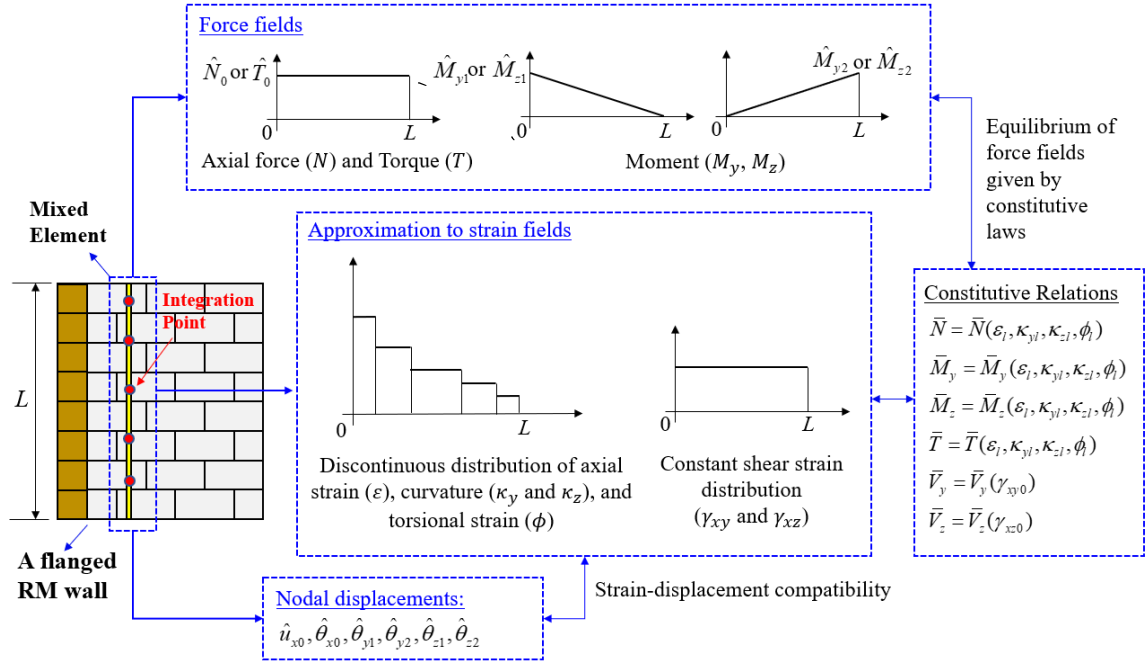 Force fields
N̂₀ or T̂₀
0
L
Axial force (N) and Torque (T)
M̂y1 or M̂z1
0
L
M̂y2 or M̂z2
0
L
Moment (My, Mz)
Equilibrium of
force fields
given by
constitutive
laws
Mixed
Element
Integration
Point
L
A flanged
RM wall
Approximation to strain fields
0
L
Discontinuous distribution of axial
strain (ε), curvature (κy and κz), and
torsional strain (ϕ)
0
L
Constant shear strain
distribution
(γxy and γxz)
Constitutive Relations
N̄ = N̄(εl, κyl, κzl, ϕl)
M̄y = M̄y(εl, κyl, κzl, ϕl)
M̄z = M̄z(εl, κyl, κzl, ϕl)
T̄ = T̄(εl, κyl, κzl, ϕl)
V̄y = V̄y(γxy0)
V̄z = V̄z(γxz0)
Strain-displacement compatibility
Nodal displacements:
ûx0, θ̂x0, θ̂y1, θ̂y2, θ̂z1, θ̂z2